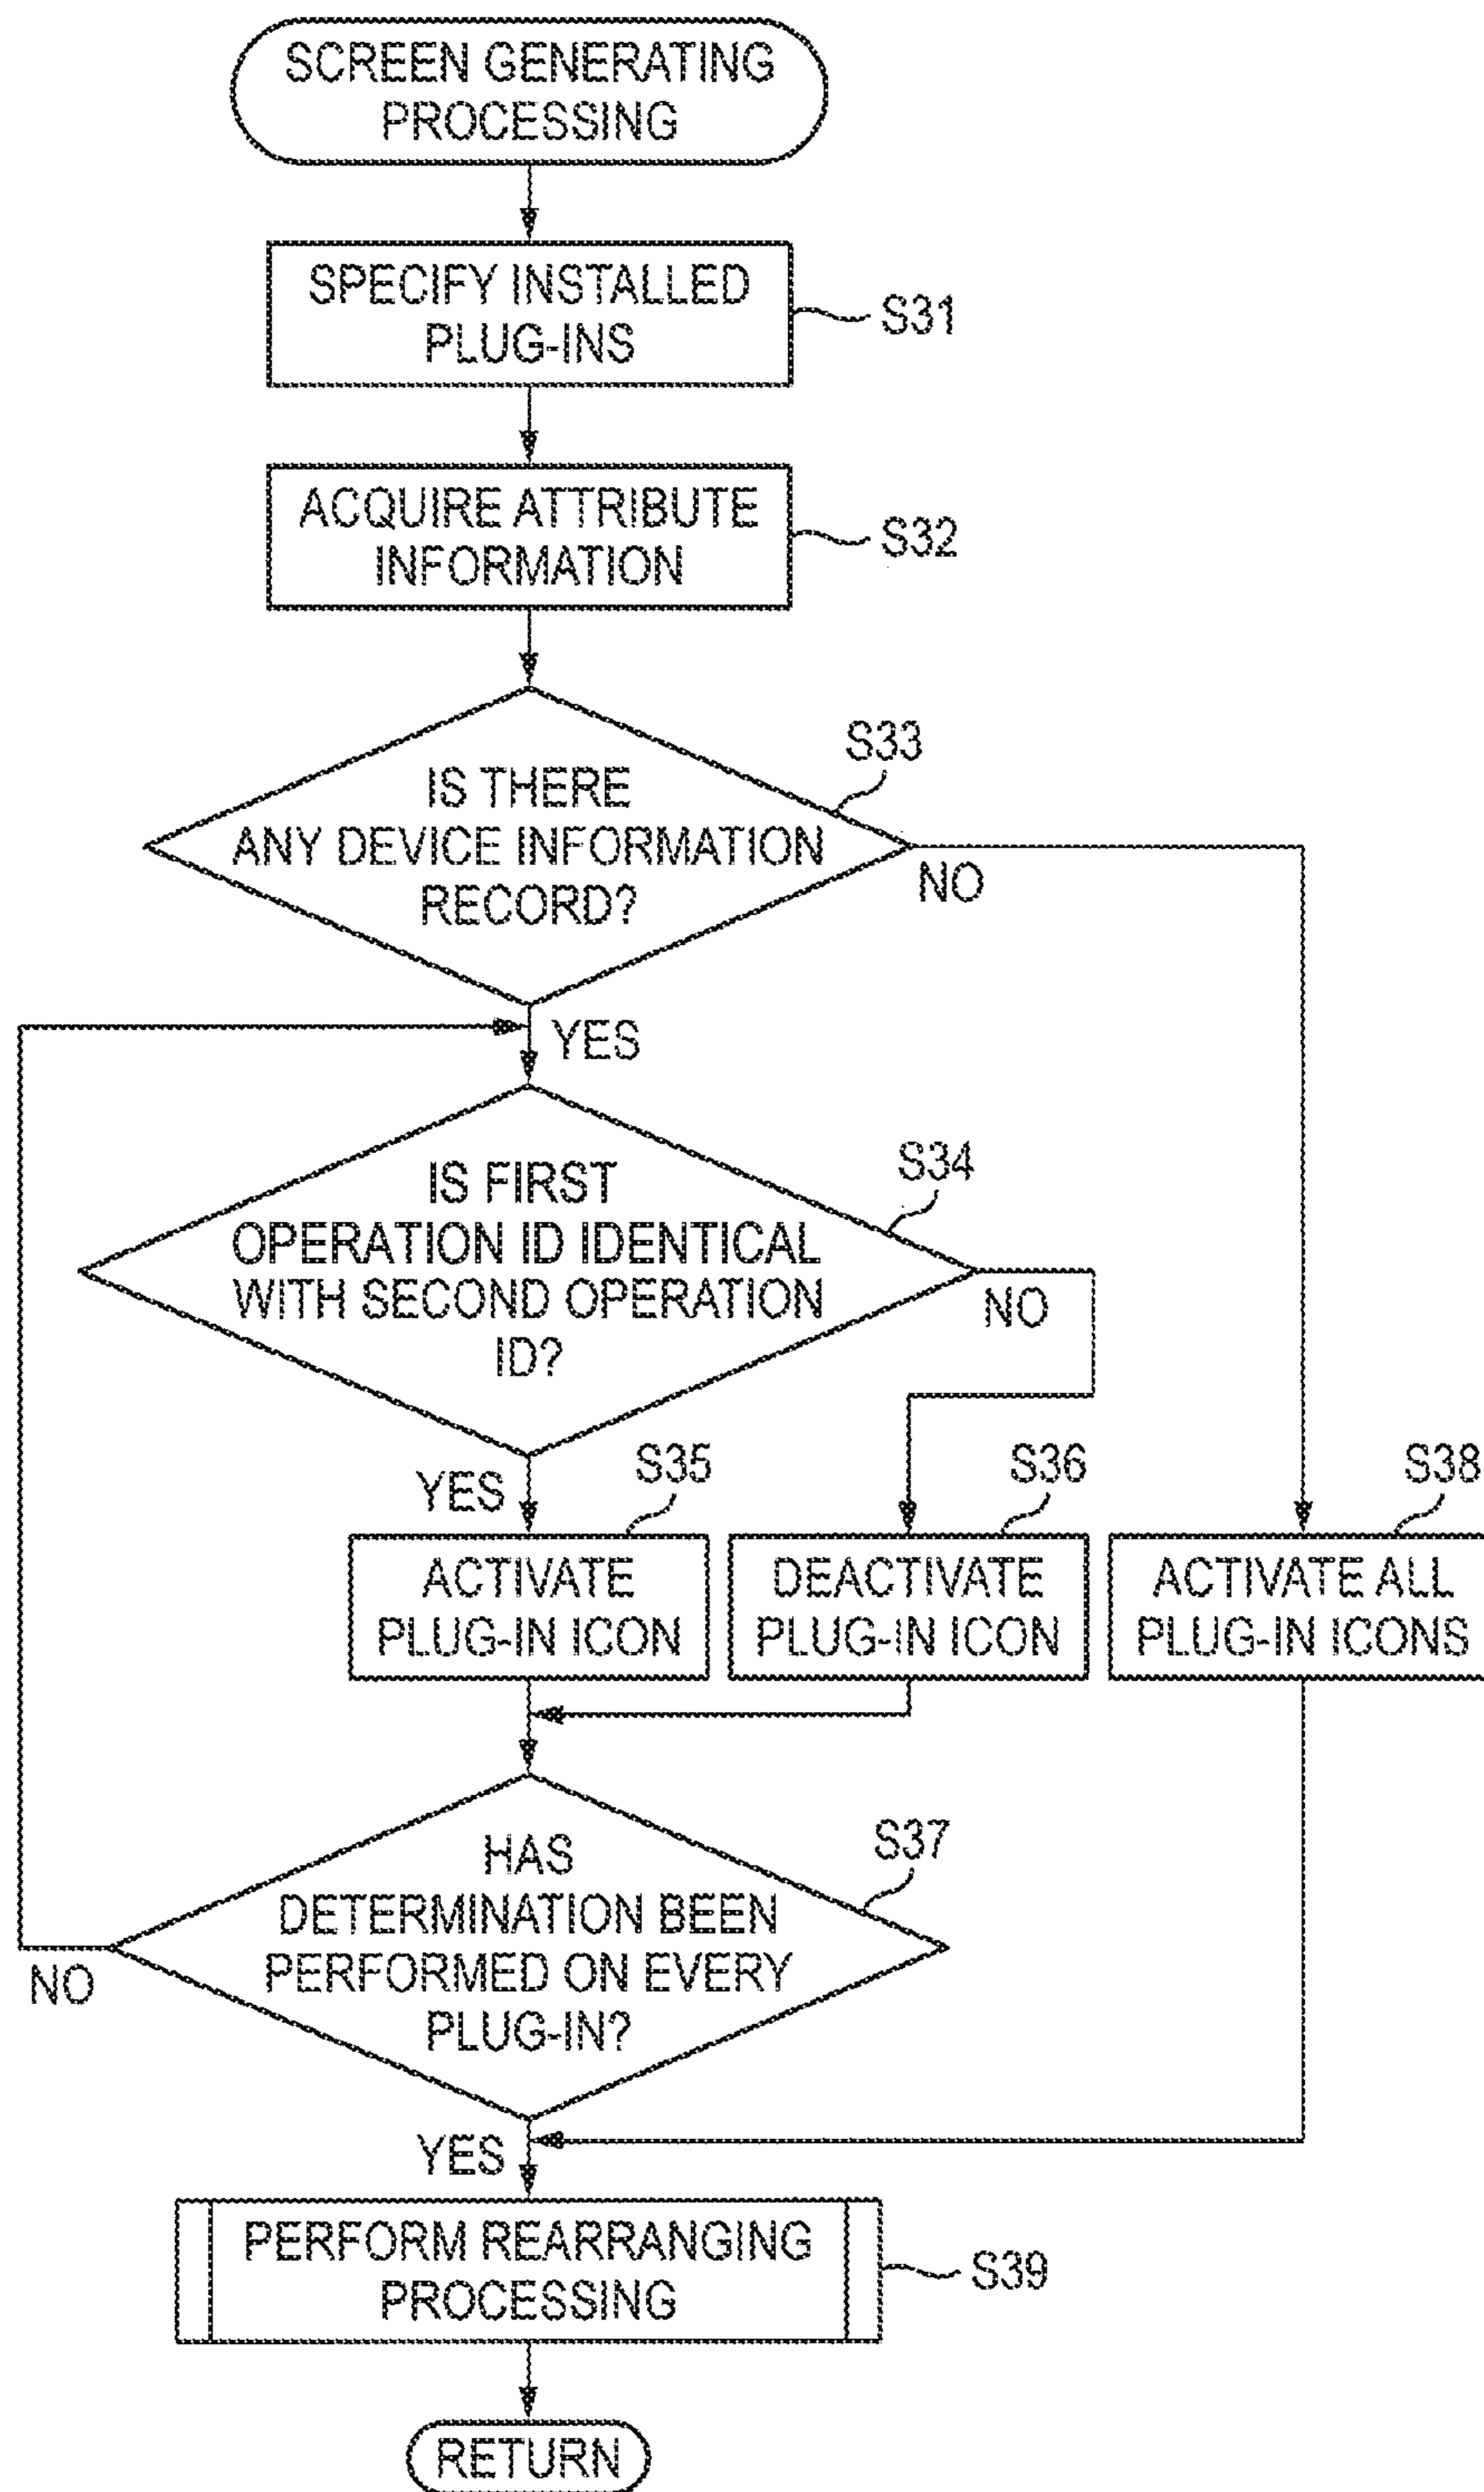 SCREEN GENERATING
PROCESSING
SPECIFY INSTALLED
PLUG-INS
S31
ACQUIRE ATTRIBUTE
INFORMATION
S32
S33
IS THERE
ANY DEVICE INFORMATION
RECORD?
NO
YES
S34
IS FIRST
OPERATION ID IDENTICAL
WITH SECOND OPERATION
ID?
NO
YES
S35
S36
S38
ACTIVATE
PLUG-IN ICON
DEACTIVATE
PLUG-IN ICON
ACTIVATE ALL
PLUG-IN ICONS
S37
HAS
DETERMINATION BEEN
PERFORMED ON EVERY
PLUG-IN?
NO
YES
PERFORM REARRANGING
PROCESSING
S39
RETURN